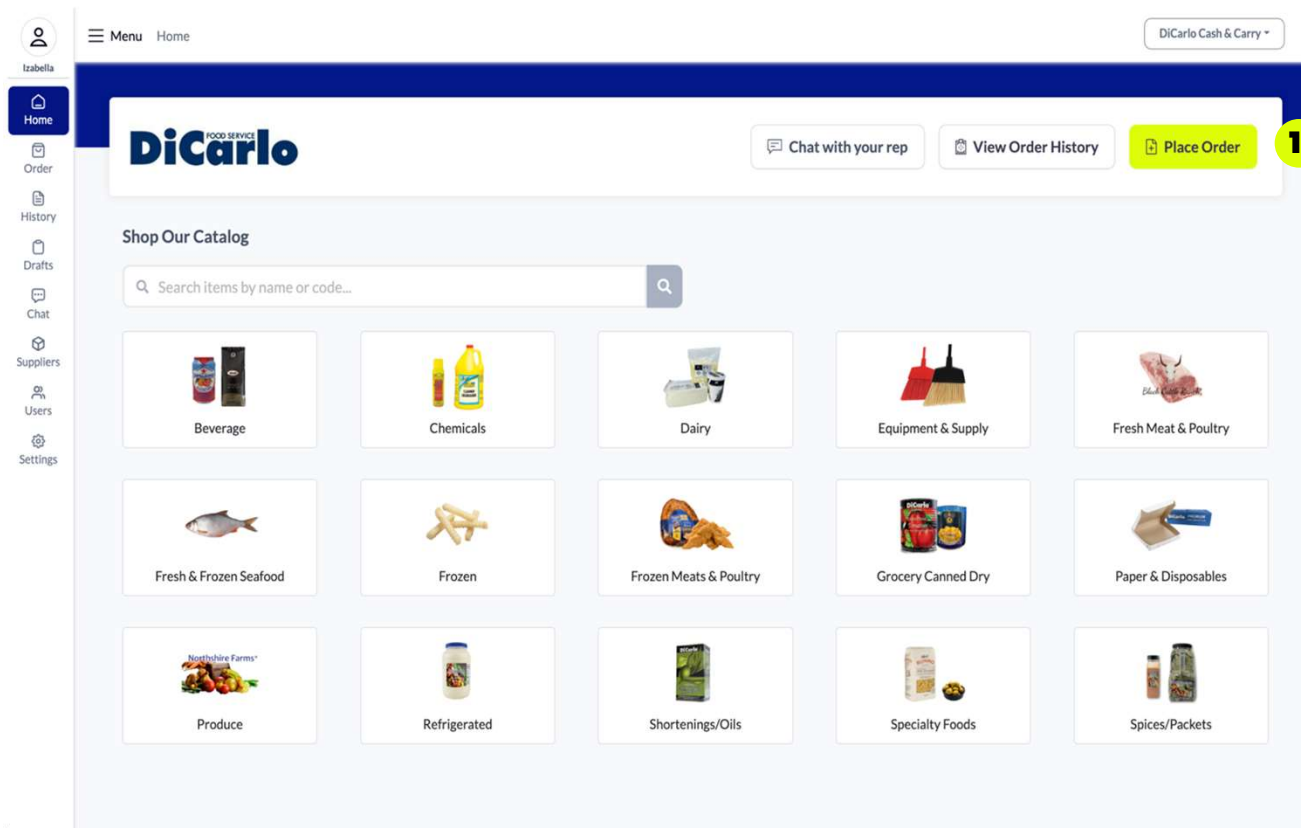 Izabella
Menu Home
DiCarlo Cash & Carry
Home
Order
History
Drafts
Chat
Suppliers
Users
Settings
DiCarlo
FOOD SERVICE
Chat with your rep
View Order History
Place Order
1
Shop Our Catalog
Search items by name or code...
Beverage
Chemicals
Dairy
Equipment & Supply
Fresh Meat & Poultry
Fresh & Frozen Seafood
Frozen
Frozen Meats & Poultry
DiCarlo
Grocery Canned Dry
Paper & Disposables
Northshire Farms
Produce
Refrigerated
DiCarlo
Shortenings/Oils
Specialty Foods
Spices/Packets